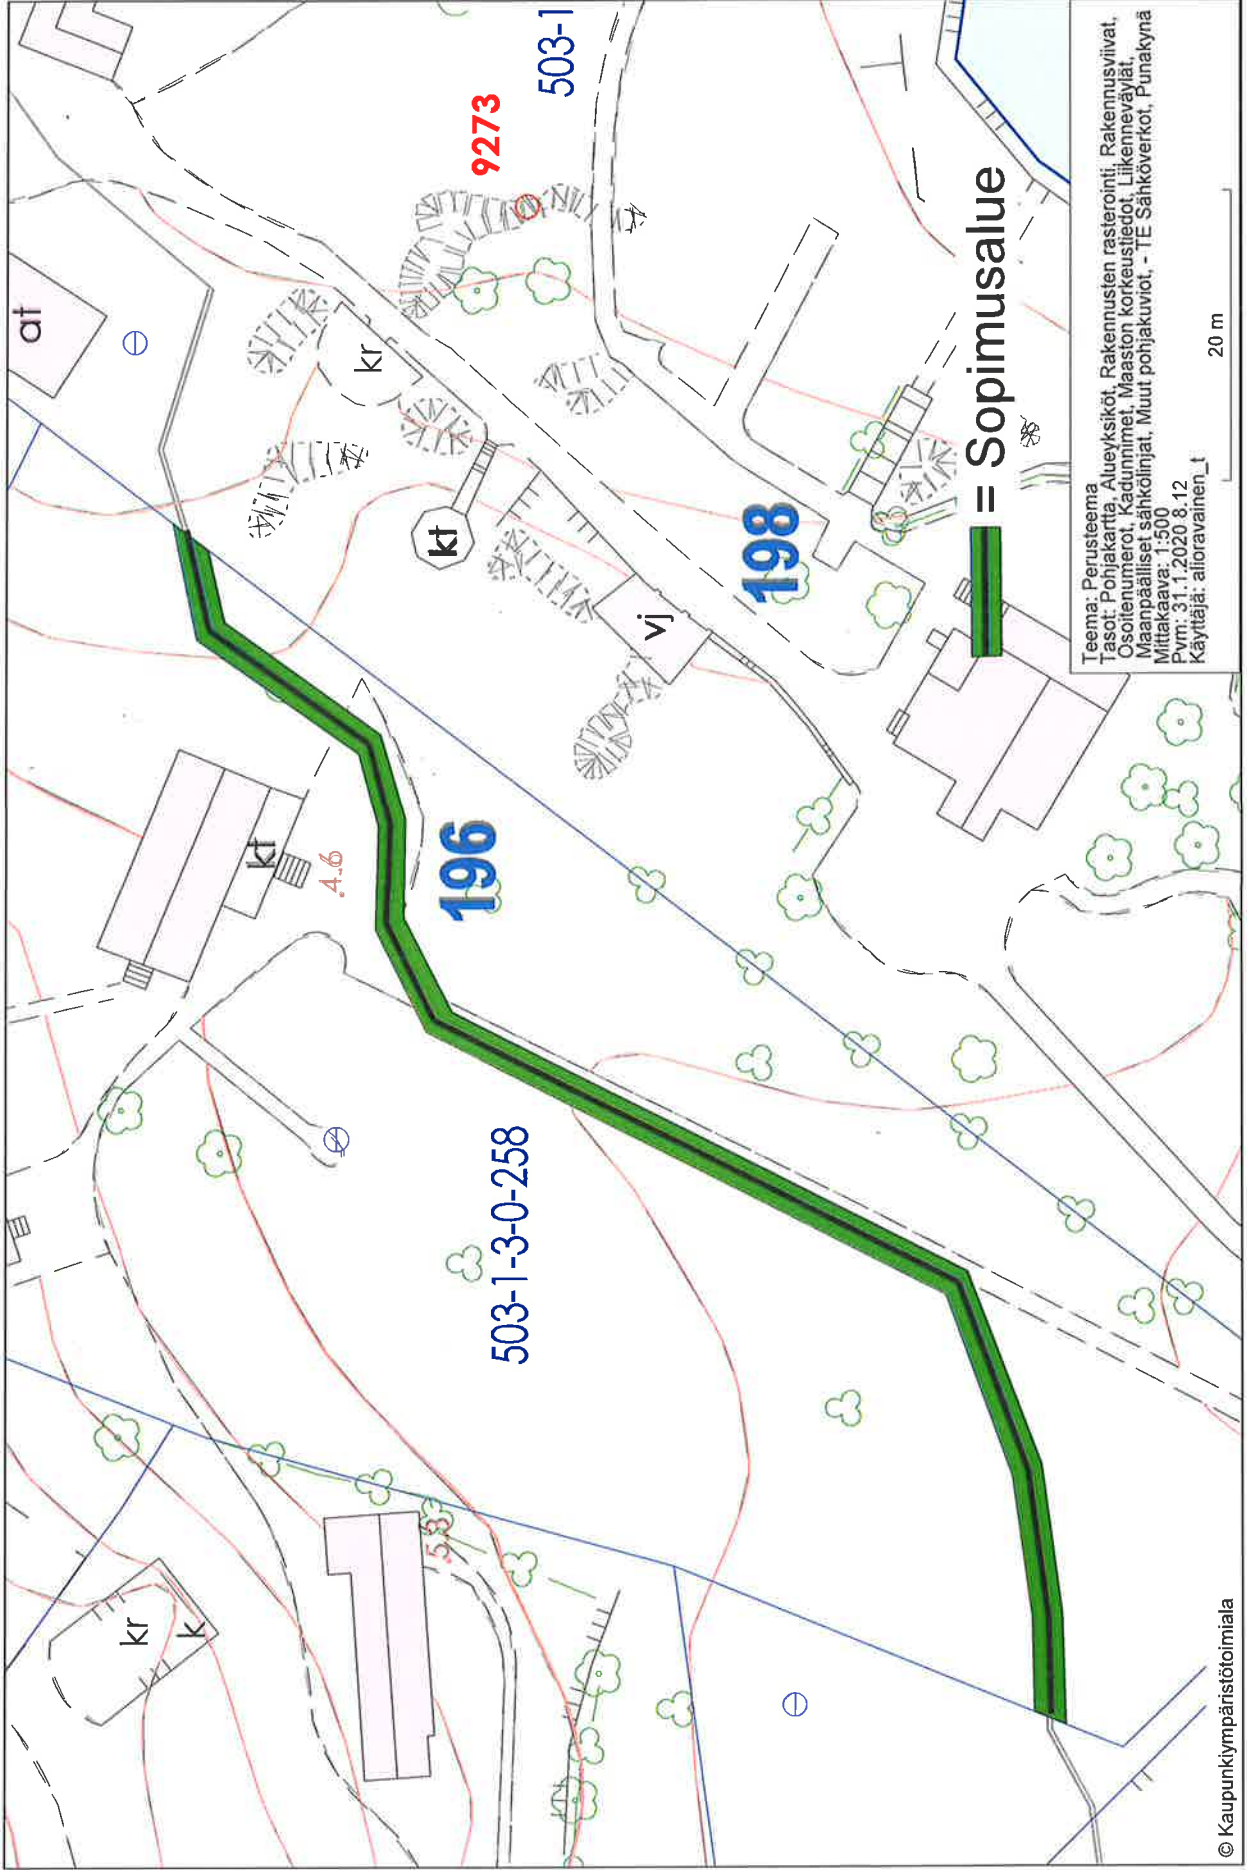 at
kr
9273
503-1
kt
vj
198
= Sopimusalue
kt
4.6
196
503-1-3-0-258
kr
k
5.3
Teema: Perusteema
Tasot: Pohjakartta, Alueyksiköt, Rakennusten rasterointi, Rakennusviivat,
Osoitenumerot, Kadunnimet, Maaston korkeustiedot, Liikenneväylät,
Maanpäälliset sähkölinjat, Muut pohjakuviot, - TE Sähköverkot, Punakynä
Mittakaava: 1:500
Pvm: 31.1.2020 8.12
Käyttäjä: alioravainen_t
20 m
© Kaupunkiympäristötoimiala